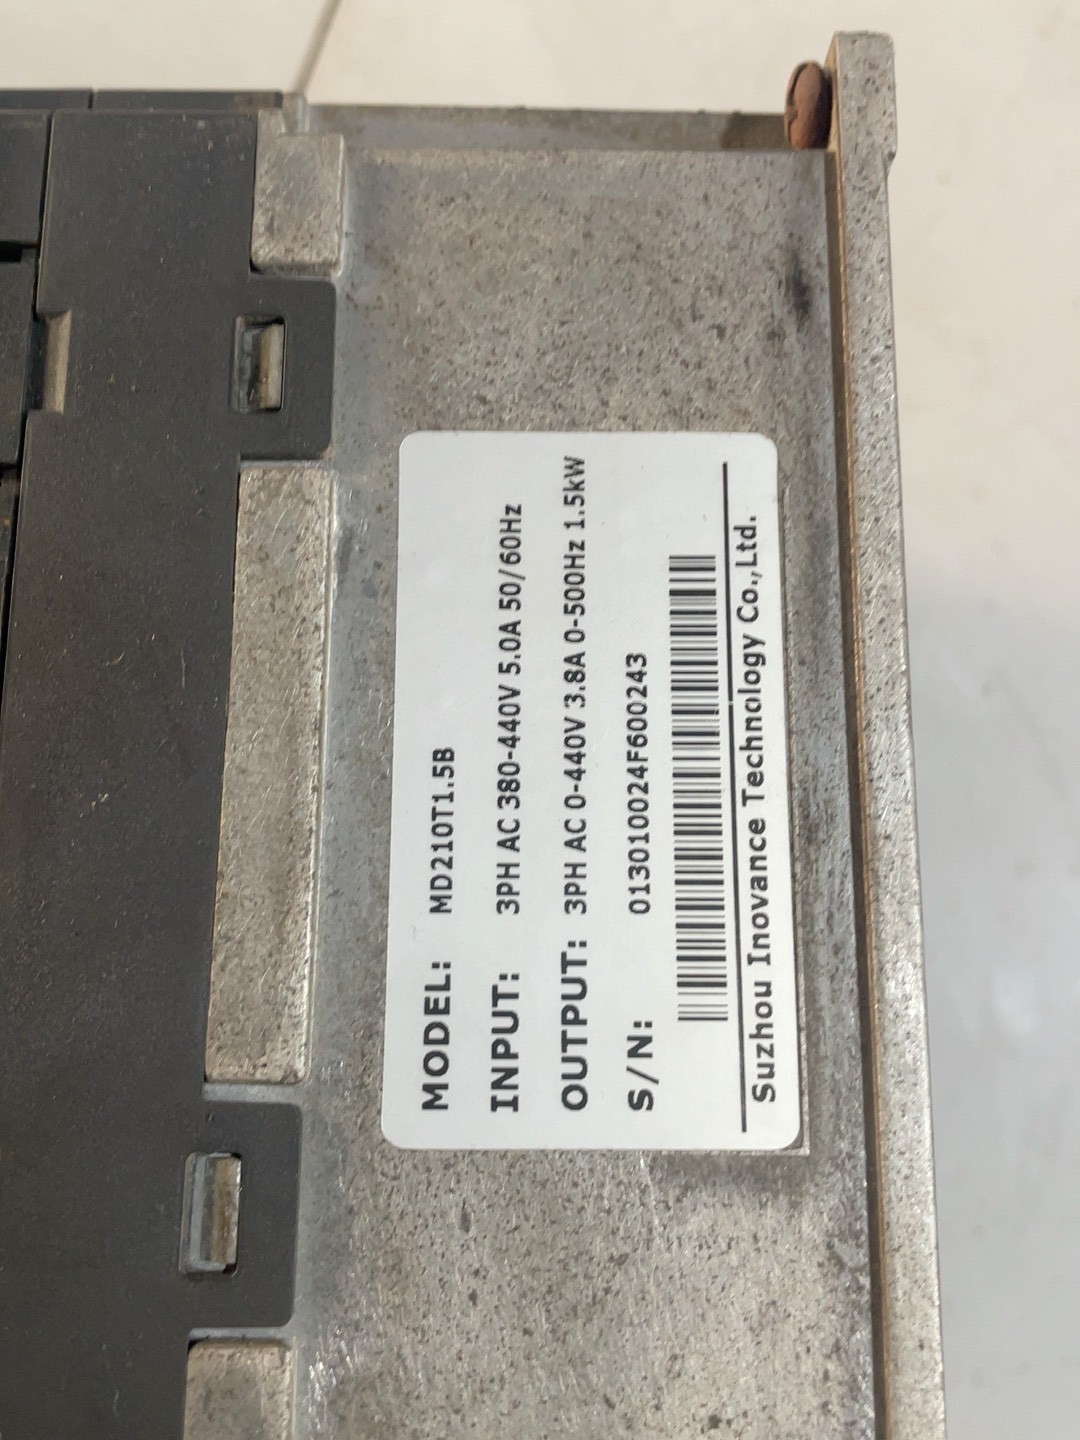 MODEL: MD210T1.5B
INPUT: 3PH AC 380-440V 5.0A 50/60Hz
OUTPUT: 3PH AC 0-440V 3.8A 0-500Hz 1.5kW
S/N: 013010024F600243
Suzhou Inovance Technology Co.,Ltd.